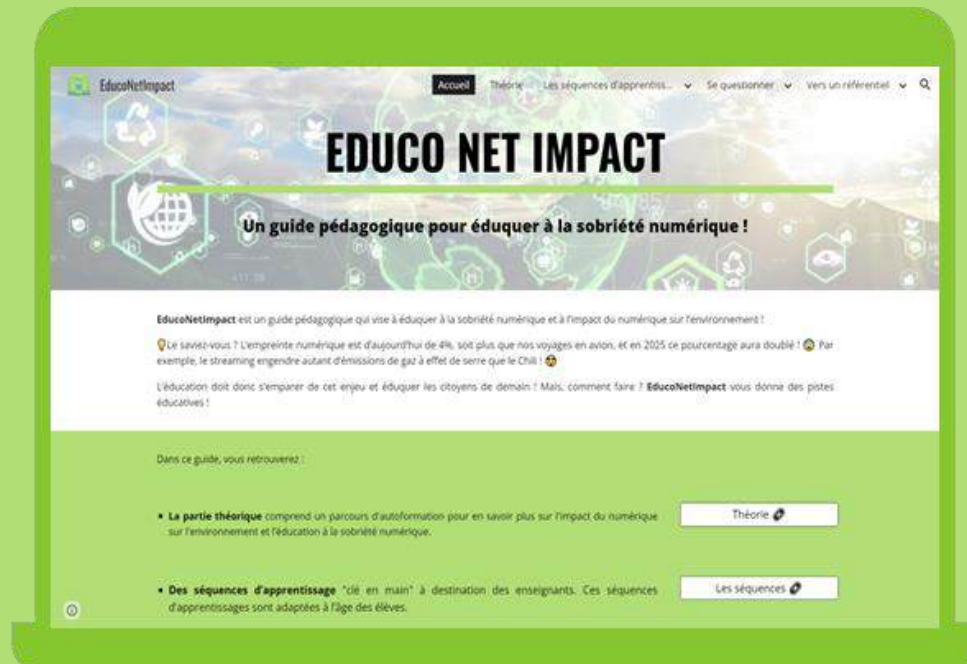 EducoNetImpact
Accueil Théorie Les séquences d'apprentiss... Se questionner Vers un référentiel
EDUCO NET IMPACT
Un guide pédagogique pour éduquer à la sobriété numérique !
EducoNetImpact est un guide pédagogique qui vise à éduquer à la sobriété numérique et à l'impact du numérique sur l'environnement !
💡Le saviez-vous ? L'empreinte numérique est d'aujourd'hui de 4%, soit plus que nos voyages en avion, et en 2025 ce pourcentage aura doublé ! 😱 Par
exemple, le streaming engendre autant d'émissions de gaz à effet de serre que le Chili ! 😲
L'éducation doit donc s'emparer de cet enjeu et éduquer les citoyens de demain ! Mais, comment faire ? EducoNetImpact vous donne des pistes
éducatives !
Dans ce guide, vous retrouverez :
• La partie théorique comprend un parcours d'autoformation pour en savoir plus sur l'impact du numérique
sur l'environnement et l'éducation à la sobriété numérique.
Théorie
• Des séquences d'apprentissage "clé en main" à destination des enseignants. Ces séquences
d'apprentissages sont adaptées à l'âge des élèves.
Les séquences